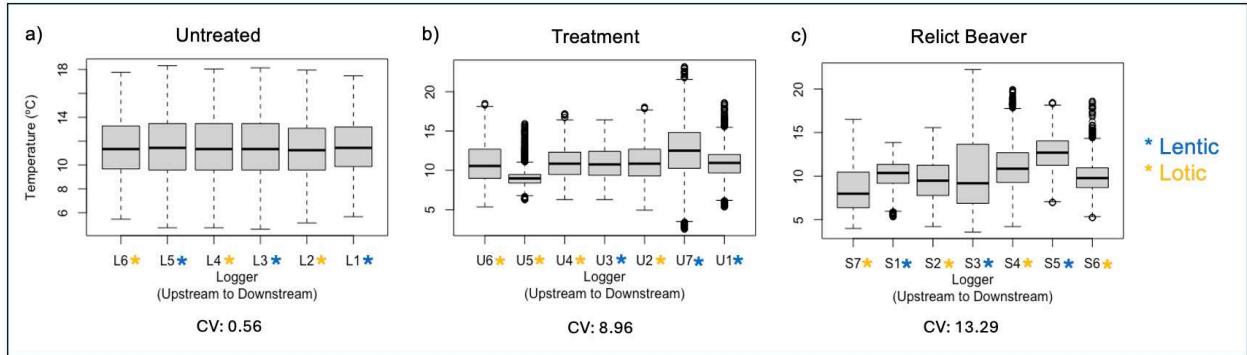 a) Untreated
Temperature (°C)
18
14
10
6
L6* L5* L4* L3* L2* L1*
Logger
(Upstream to Downstream)
CV: 0.56
b) Treatment
20
15
10
5
U6* U5* U4* U3* U2* U7* U1*
Logger
(Upstream to Downstream)
CV: 8.96
c) Relict Beaver
20
15
10
5
S7* S1* S2* S3* S4* S5* S6*
Logger
(Upstream to Downstream)
CV: 13.29
* Lentic
* Lotic